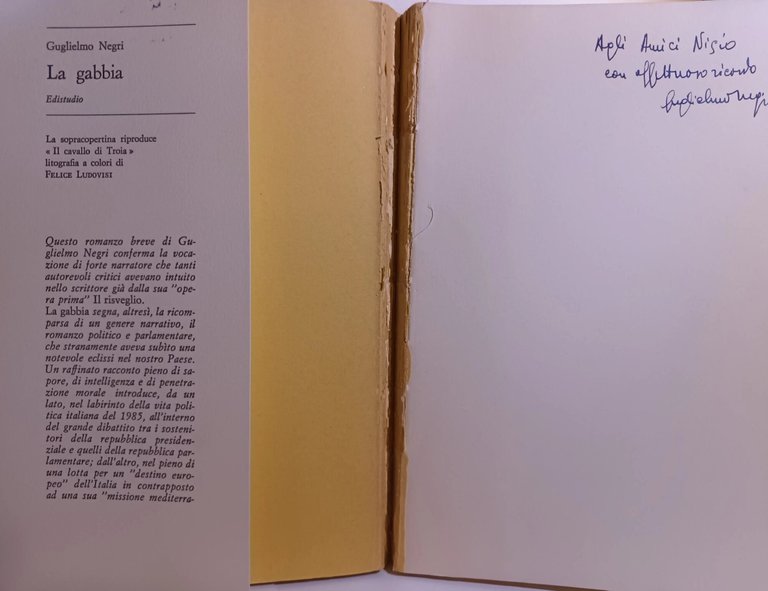 Guglielmo Negri
La gabbia
Edistudio
La sopracopertina riproduce
« Il cavallo di Troia »
litografia a colori di
FELICE LUDOVISI
Questo romanzo breve di Gu-
glielmo Negri conferma la voca-
zione di forte narratore che tanti
autorevoli critici avevano intuito
nello scrittore già dalla sua "ope-
ra prima" Il risveglio.
La gabbia segna, altresì, la ricom-
parsa di un genere narrativo, il
romanzo politico e parlamentare,
che stranamente aveva subìto una
notevole eclissi nel nostro Paese.
Un raffinato racconto pieno di sa-
pore, di intelligenza e di penetra-
zione morale introduce, da un
lato, nel labirinto della vita poli-
tica italiana del 1985, all'interno
del grande dibattito tra i sosteni-
tori della repubblica presiden-
ziale e quelli della repubblica par-
lamentare; dall'altro, nel pieno di
una lotta per un "destino euro-
peo" dell'Italia in contrapposto
ad una sua "missione mediterra-
Agli Amici Nisio
con affettuoso ricordo
Guglielmo Negri